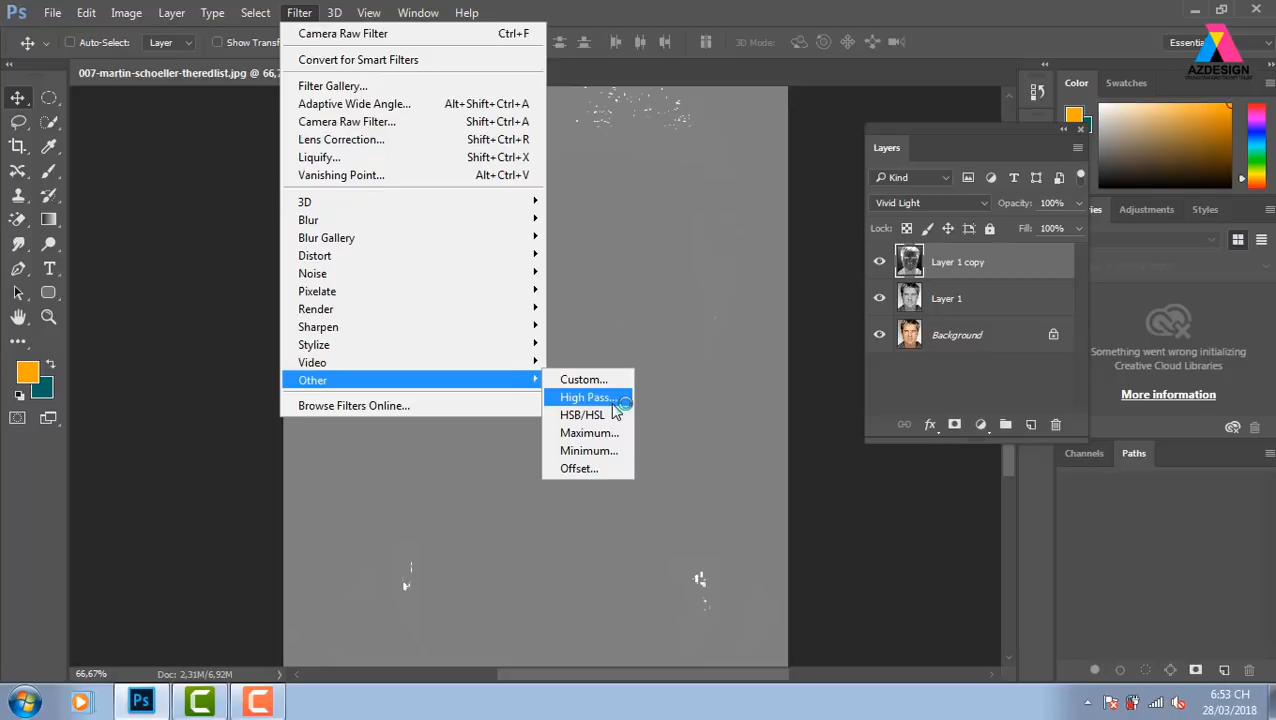 Ps File Edit Image Layer Type Select Filter 3D View Window Help
Auto-Select: Layer Show Transf 3D Mode: Essenti
AZDESIGN
007-martin-schoeller-theredlist.jpg @ 66,7
Camera Raw Filter Ctrl+F
Convert for Smart Filters
Filter Gallery...
Adaptive Wide Angle... Alt+Shift+Ctrl+A
Camera Raw Filter... Shift+Ctrl+A
Lens Correction... Shift+Ctrl+R
Liquify... Shift+Ctrl+X
Vanishing Point... Alt+Ctrl+V
3D
Blur
Blur Gallery
Distort
Noise
Pixelate
Render
Sharpen
Stylize
Video
Other
Browse Filters Online...
Custom...
High Pass...
HSB/HSL
Maximum...
Minimum...
Offset...
Color Swatches
Layers
Kind
Vivid Light Opacity: 100%
Lock: Fill: 100%
Layer 1 copy
Layer 1
Background
ries Adjustments Styles
Something went wrong initializing
Creative Cloud Libraries
More information
Channels Paths
66,67% Doc: 2,31M/6,92M
Ps
6:53 CH
28/03/2018